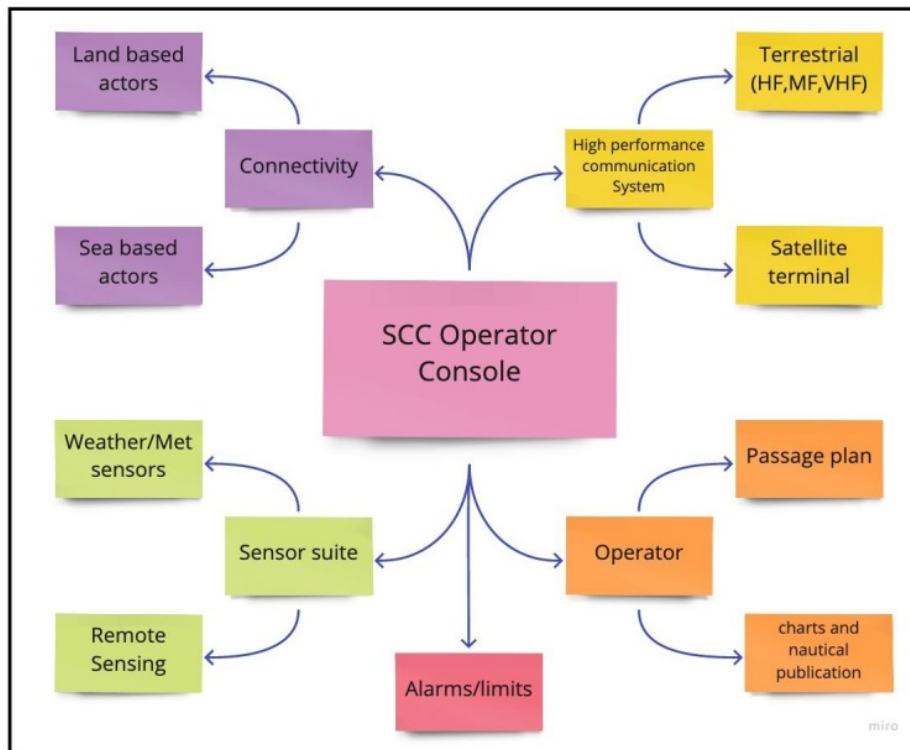 Land based
actors
Terrestrial
(HF,MF,VHF)
Connectivity
High performance
communication
System
Sea based
actors
Satellite
terminal
SCC Operator
Console
Weather/Met
sensors
Passage plan
Sensor suite
Operator
Remote
Sensing
charts and
nautical
publication
Alarms/limits
miro